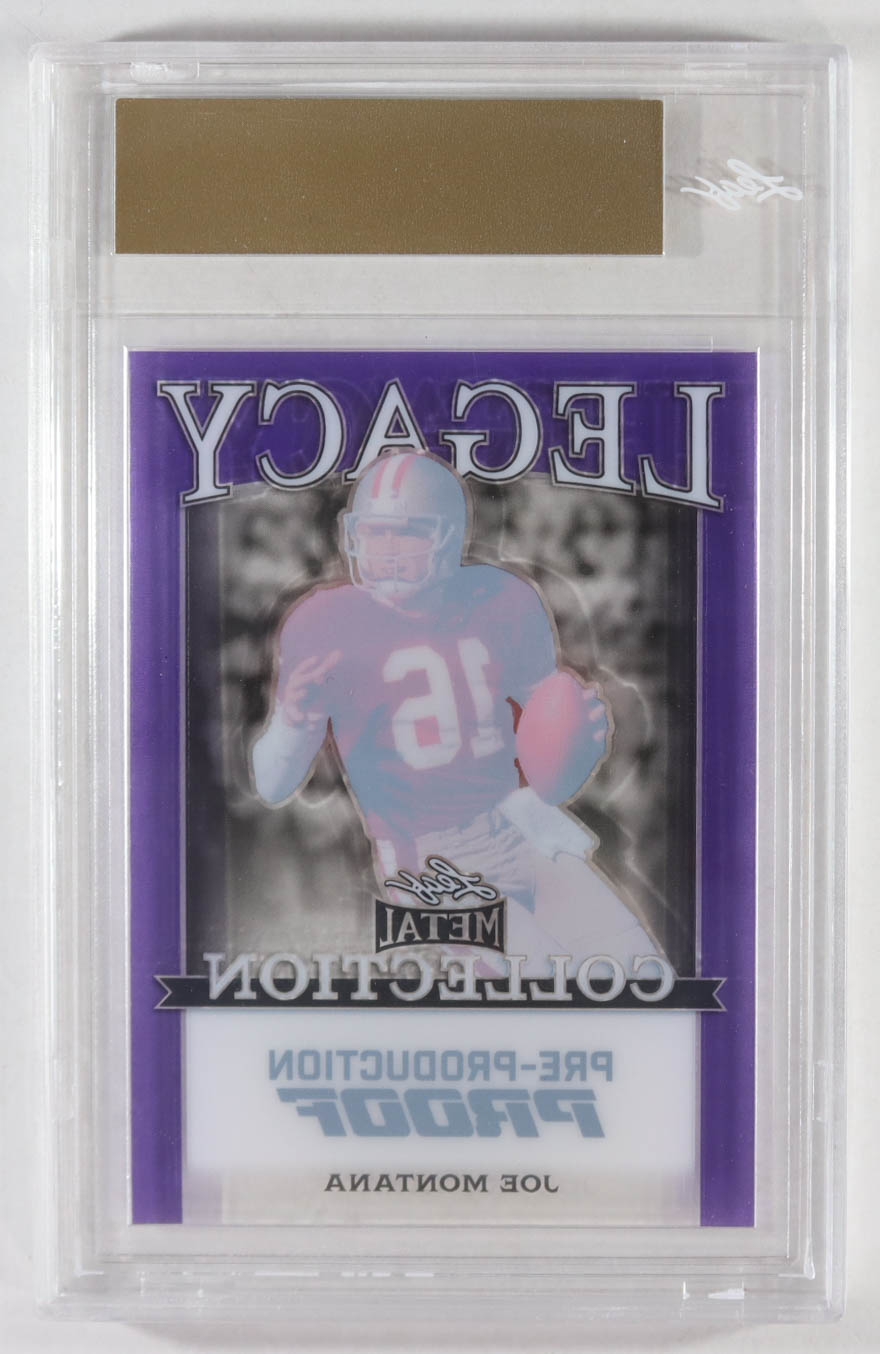 Leaf
LEGACY
16
Leaf
METAL
COLLECTION
PRE-PRODUCTION
PROOF
JOE MONTANA